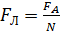 F_Л = F_A / N